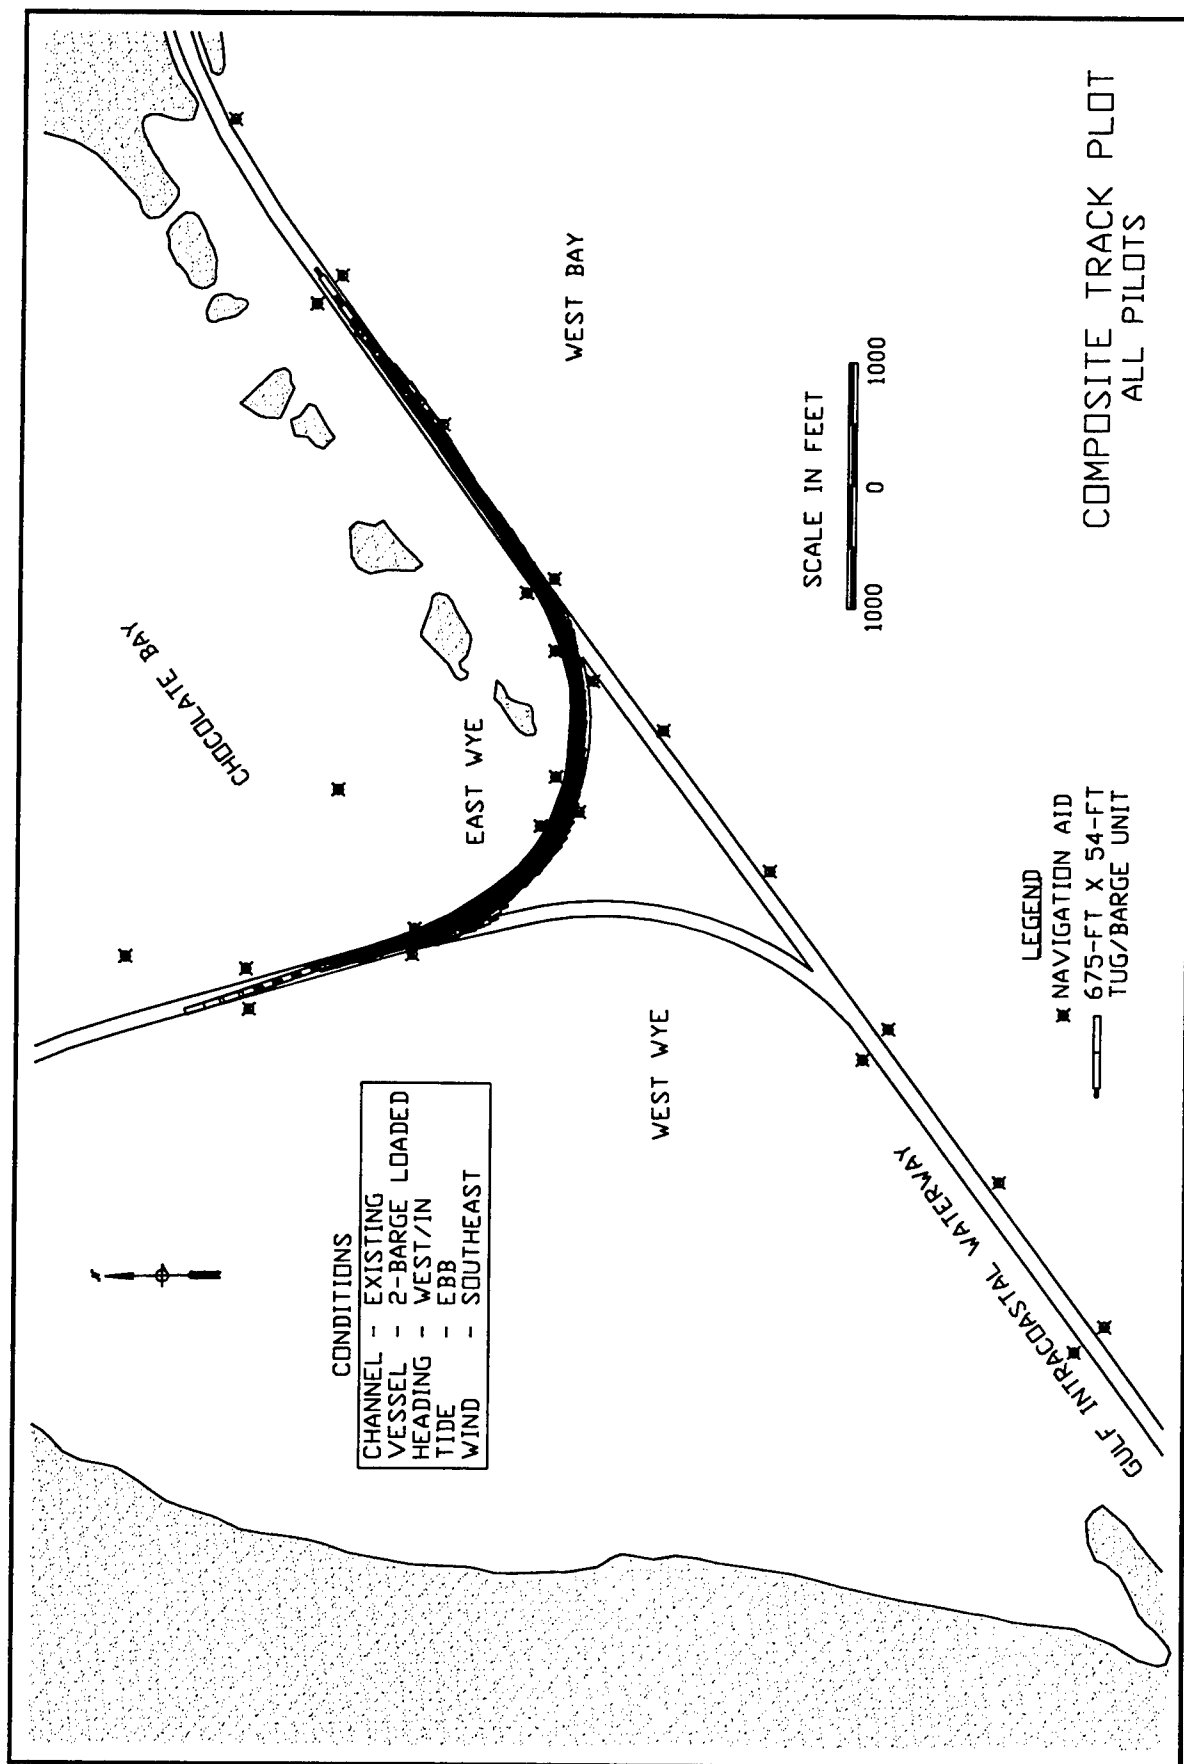 CHOCOLATE BAY
EAST WYE
WEST BAY
WEST WYE
GULF INTRACOASTAL WATERWAY
N
CONDITIONS
CHANNEL - EXISTING
VESSEL - 2-BARGE LOADED
HEADING - WEST/IN
TIDE - EBB
WIND - SOUTHEAST
SCALE IN FEET
1000 0 1000
LEGEND
NAVIGATION AID
675-FT X 54-FT
TUG/BARGE UNIT
COMPOSITE TRACK PLOT
ALL PILOTS